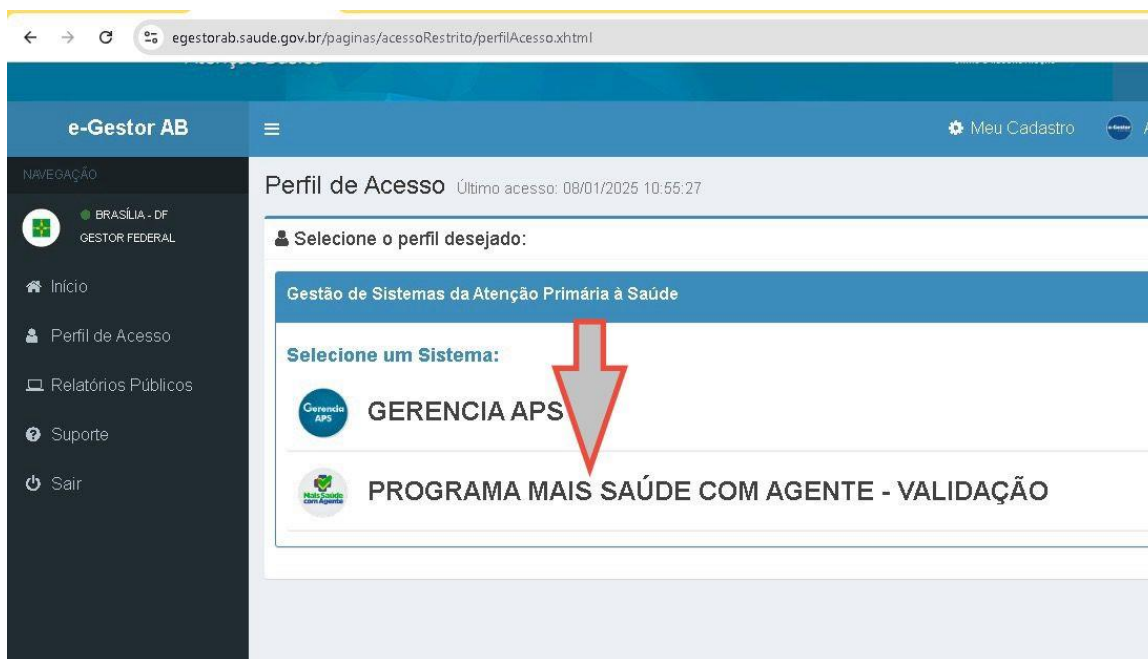 egestorab.saude.gov.br/paginas/acessoRestrito/perfilAcesso.xhtml
e-Gestor AB
Meu Cadastro
NAVEGAÇÃO
BRASÍLIA - DF
GESTOR FEDERAL
Início
Perfil de Acesso
Relatórios Públicos
Suporte
Sair
Perfil de Acesso Último acesso: 08/01/2025 10:55:27
Selecione o perfil desejado:
Gestão de Sistemas da Atenção Primária à Saúde
Selecione um Sistema:
Gerencia
APS
GERENCIA APS
Mais Saúde
com Agente
PROGRAMA MAIS SAÚDE COM AGENTE - VALIDAÇÃO